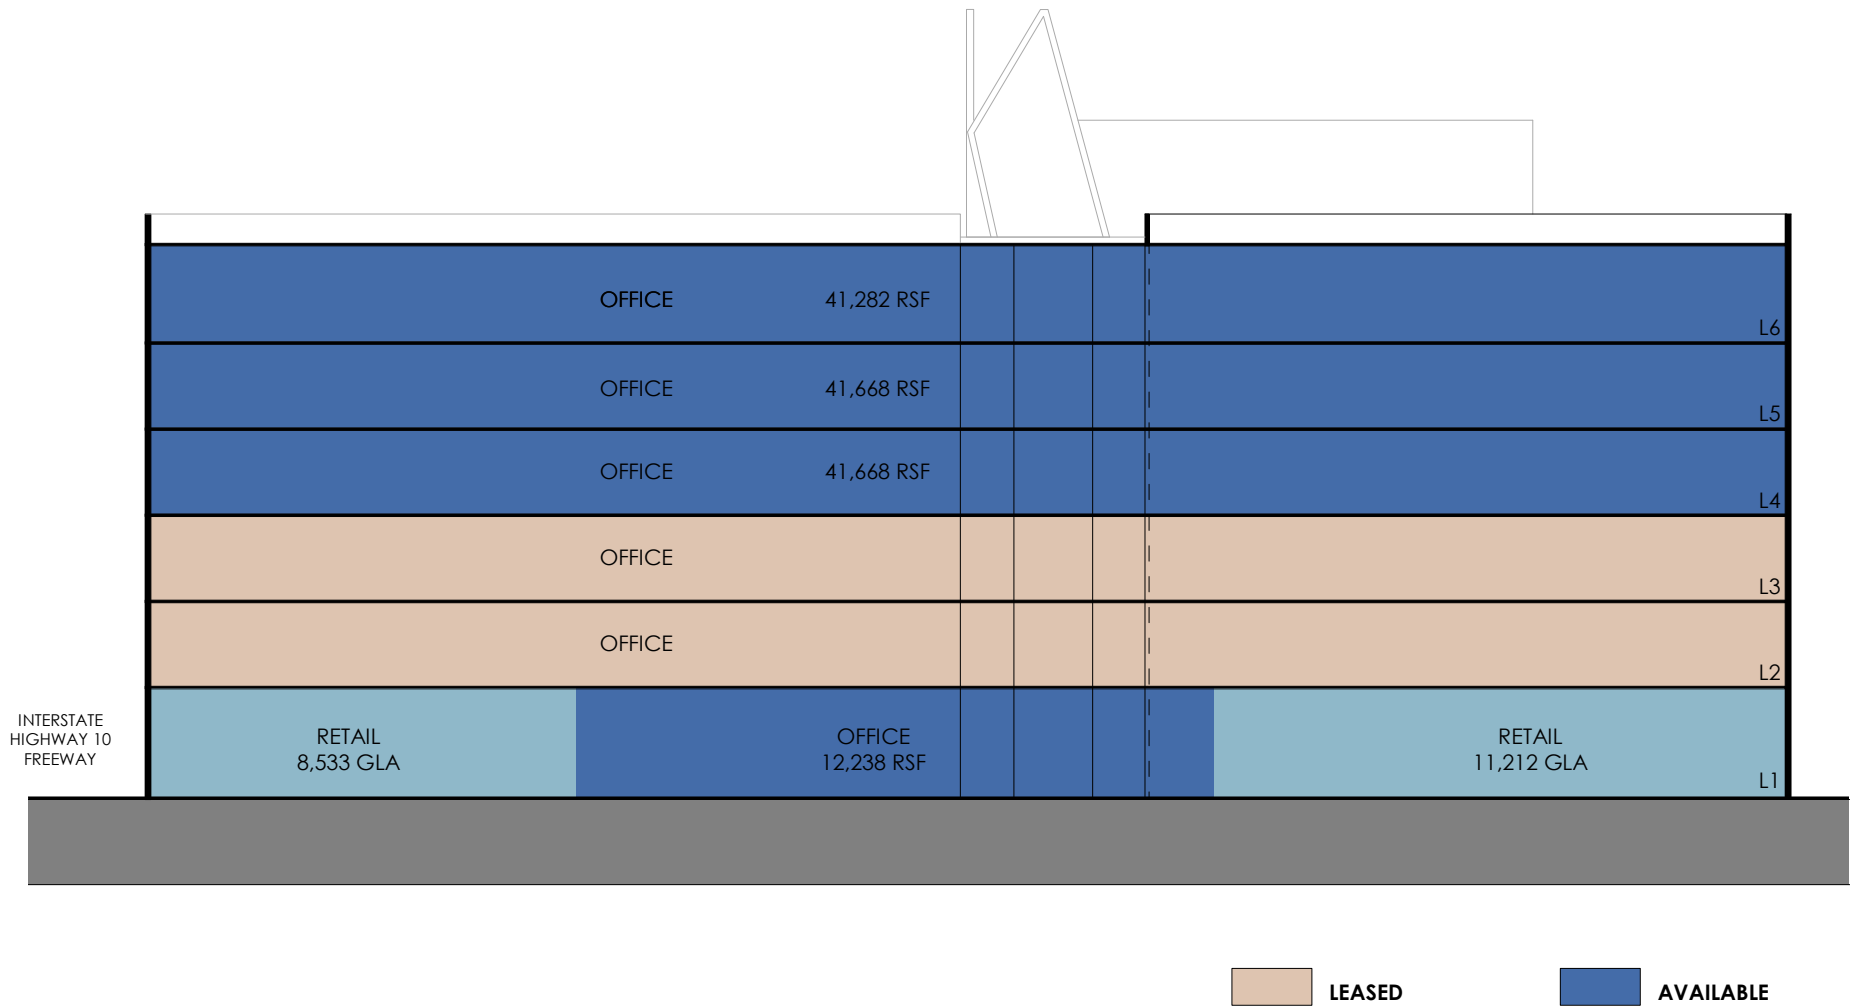 OFFICE 41,282 RSF
L6
OFFICE 41,668 RSF
L5
OFFICE 41,668 RSF
L4
OFFICE
L3
OFFICE
L2
INTERSTATE
HIGHWAY 10
FREEWAY
RETAIL
8,533 GLA
OFFICE
12,238 RSF
RETAIL
11,212 GLA
L1
LEASED
AVAILABLE